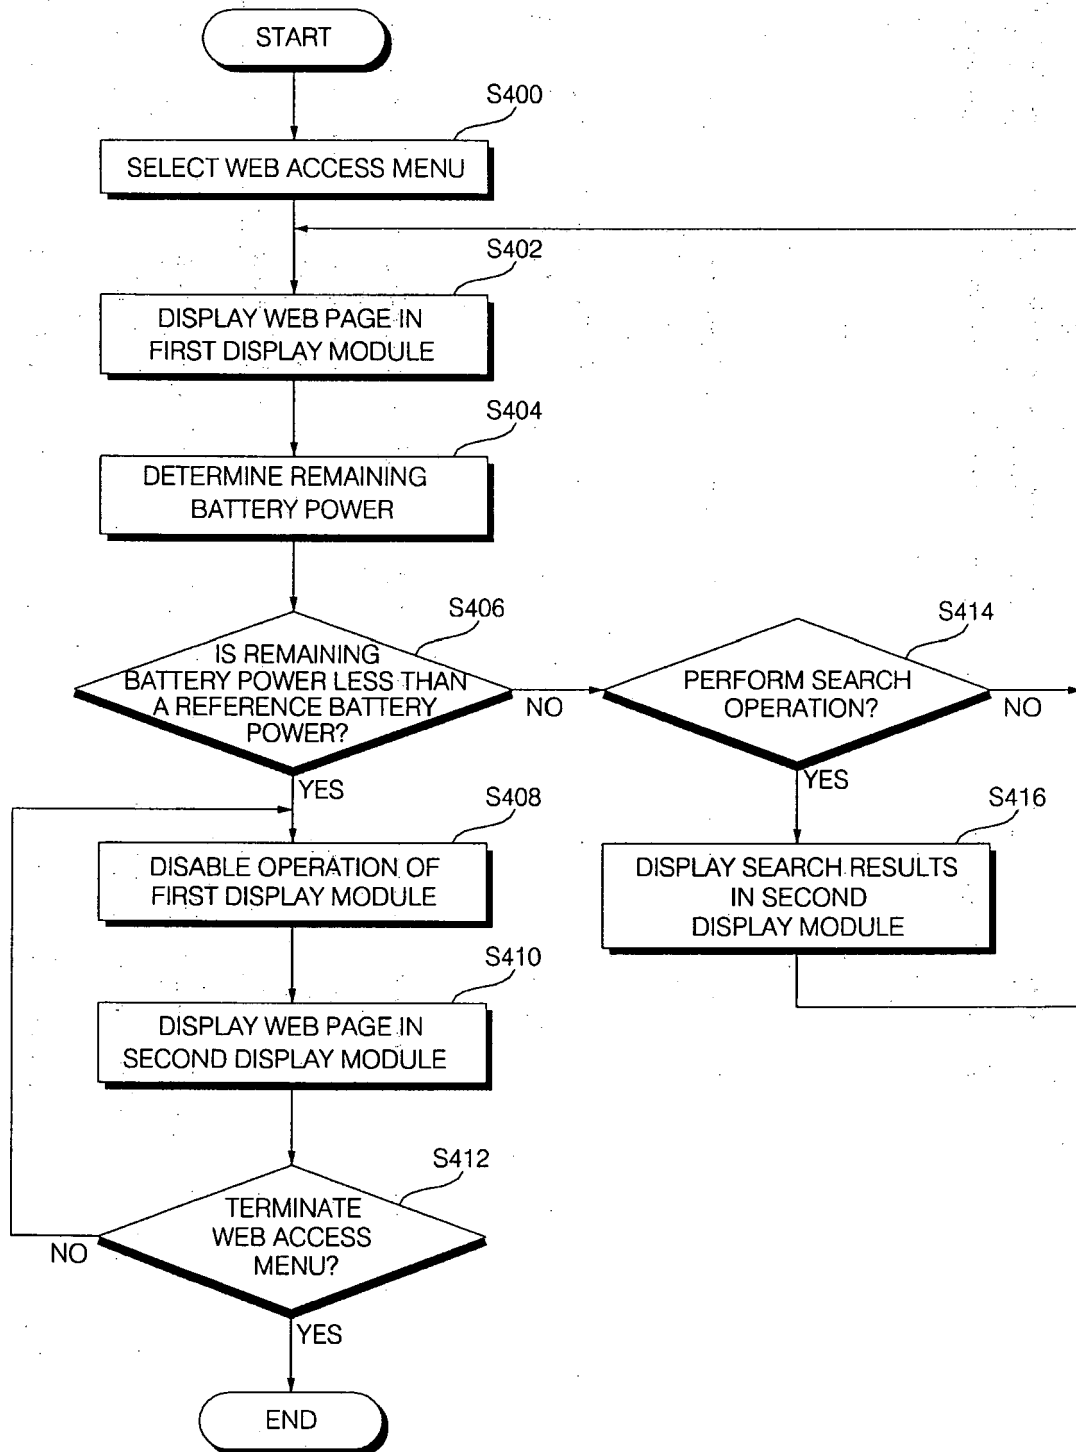 START
S400
SELECT WEB ACCESS MENU
S402
DISPLAY WEB PAGE IN
FIRST DISPLAY MODULE
S404
DETERMINE REMAINING
BATTERY POWER
S406
IS REMAINING
BATTERY POWER LESS THAN
A REFERENCE BATTERY
POWER?
NO
YES
S414
PERFORM SEARCH
OPERATION?
NO
YES
S408
DISABLE OPERATION OF
FIRST DISPLAY MODULE
S416
DISPLAY SEARCH RESULTS
IN SECOND
DISPLAY MODULE
S410
DISPLAY WEB PAGE IN
SECOND DISPLAY MODULE
S412
TERMINATE
WEB ACCESS
MENU?
NO
YES
END